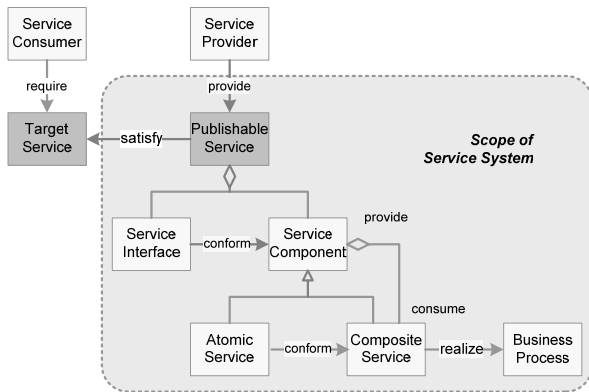 Service
Consumer
Service
Provider
require
provide
Target
Service
satisfy
Publishable
Service
Scope of
Service System
Service
Interface
conform
Service
Component
provide
consume
Atomic
Service
conform
Composite
Service
realize
Business
Process